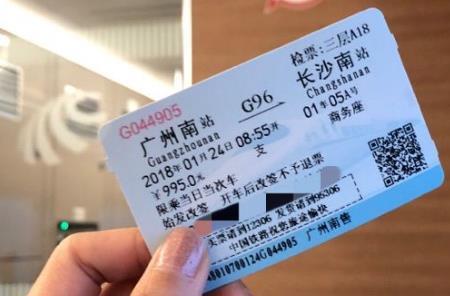 G044905 检票:三层A18
广州南站 G96 长沙南站
Guangzhounan Changshanan
2018年01月24日08:55开 01车05A号
¥995.0元 支 商务座
限乘当日当次车
始发改签 开车后改签不予退票
买票请到12306 发货请到95306
中国铁路祝您旅途愉快
0010700124G044905 广州南售